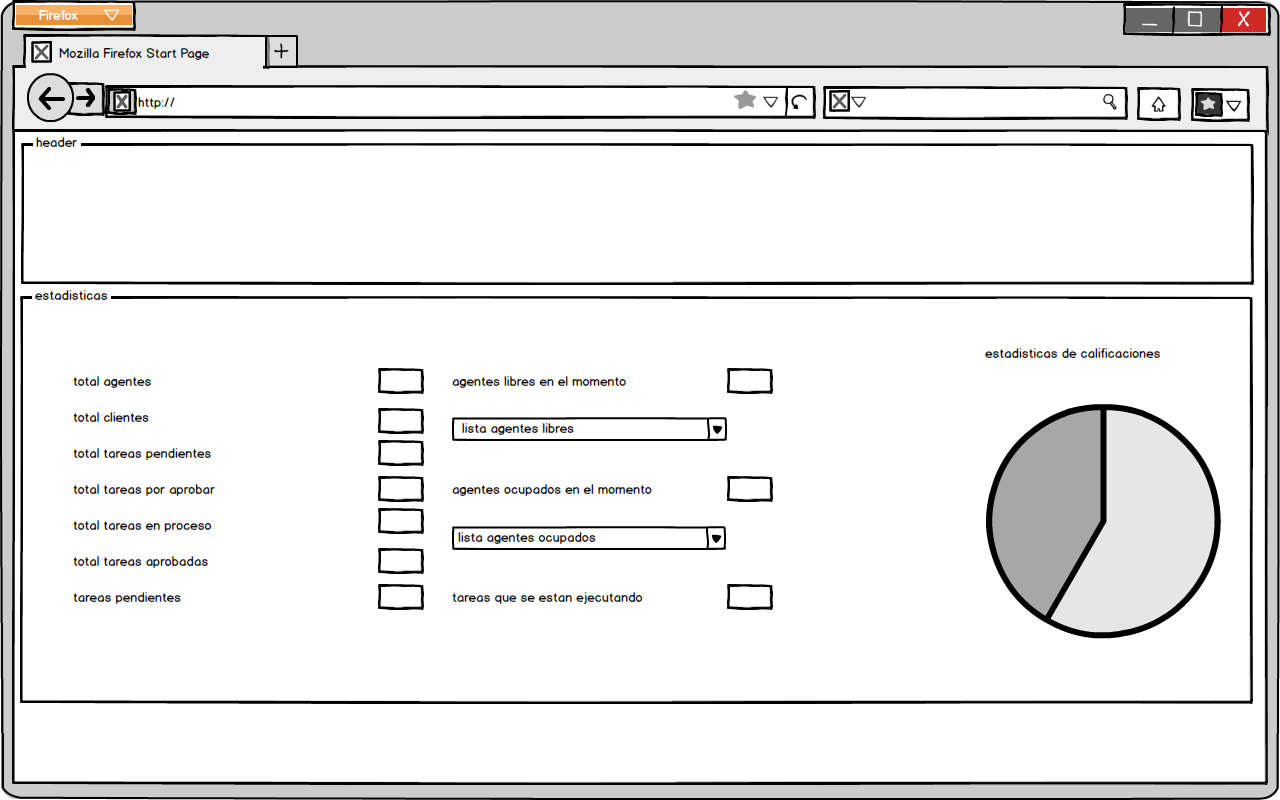 Firefox
Mozilla Firefox Start Page
http://
header
estadisticas
estadisticas de calificaciones
total agentes
agentes libres en el momento
total clientes
lista agentes libres
total tareas pendientes
total tareas por aprobar
agentes ocupados en el momento
total tareas en proceso
lista agentes ocupados
total tareas aprobadas
tareas pendientes
tareas que se estan ejecutando